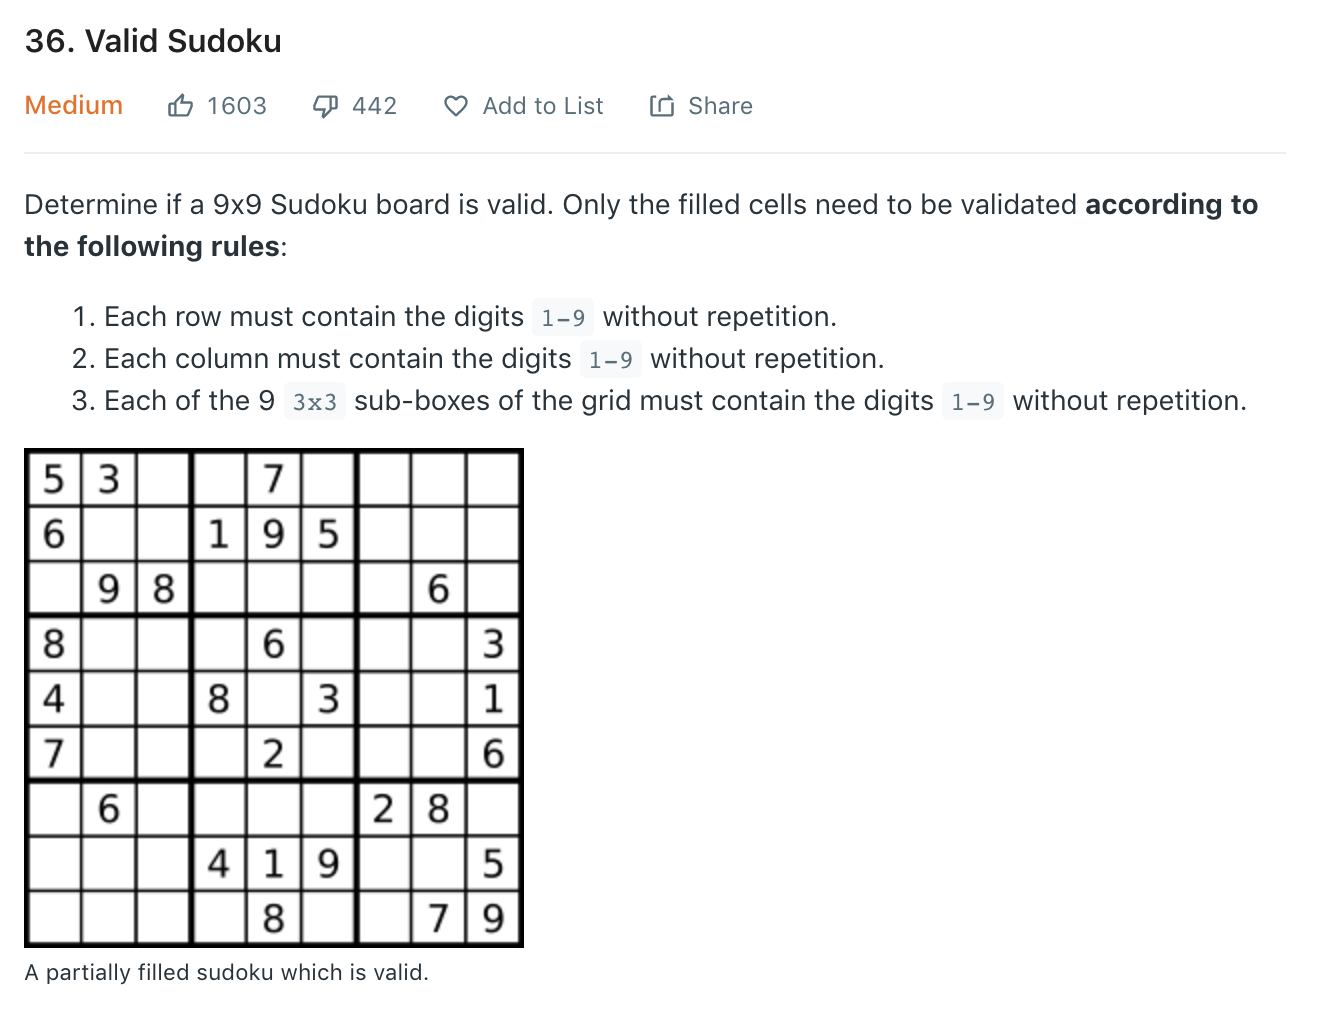 36. Valid Sudoku
Medium 1603 442 Add to List Share
Determine if a 9x9 Sudoku board is valid. Only the filled cells need to be validated according to
the following rules:
1. Each row must contain the digits 1-9 without repetition.
2. Each column must contain the digits 1-9 without repetition.
3. Each of the 9 3x3 sub-boxes of the grid must contain the digits 1-9 without repetition.
5 3 7
6 1 9 5
9 8 6
8 6 3
4 8 3 1
7 2 6
6 2 8
4 1 9 5
8 7 9
A partially filled sudoku which is valid.